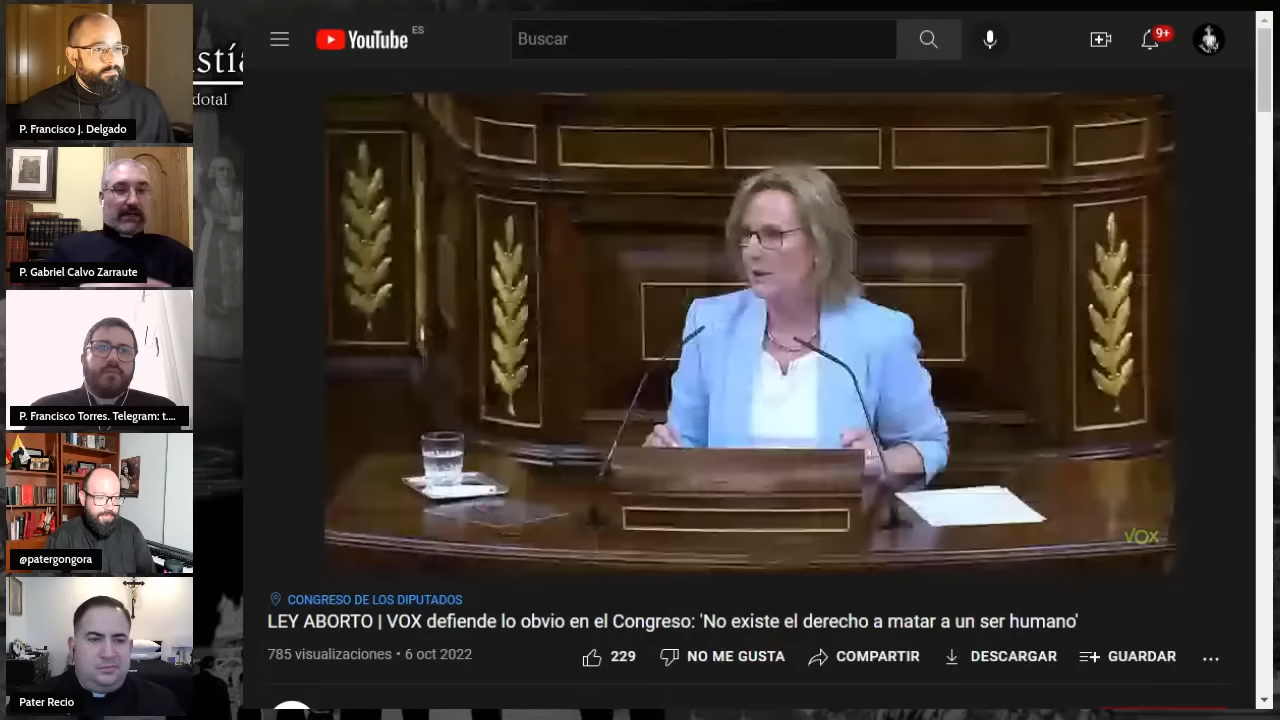 P. Francisco J. Delgado
P. Gabriel Calvo Zarraute
P. Francisco Torres. Telegram: t....
@patergongora
Pater Recio
stía
dotal
YouTube ES
Buscar
9+
VOX
CONGRESO DE LOS DIPUTADOS
LEY ABORTO | VOX defiende lo obvio en el Congreso: 'No existe el derecho a matar a un ser humano'
785 visualizaciones • 6 oct 2022
229
NO ME GUSTA
COMPARTIR
DESCARGAR
GUARDAR
...